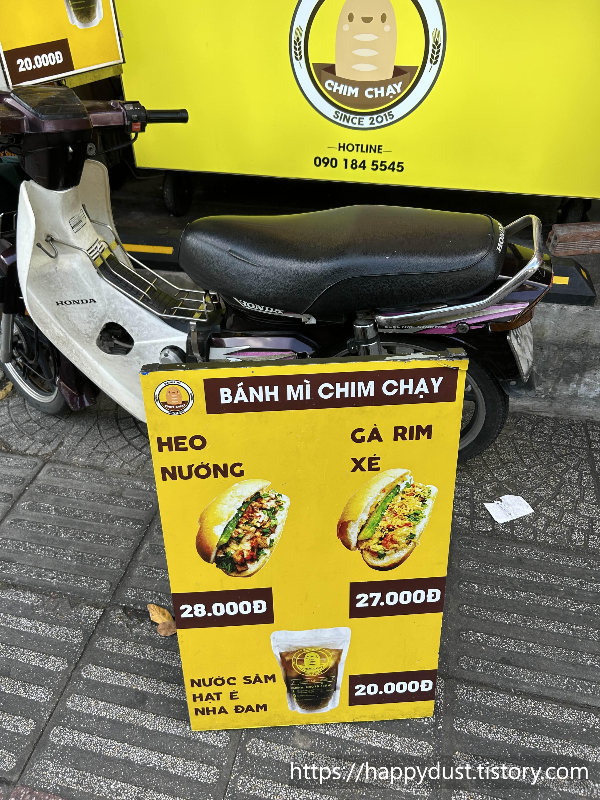 20.000Đ
CHIM CHẠY
SINCE 2015
HOTLINE
090 184 5545
HONDA
HONDA
HONDA
BÁNH MÌ CHIM CHẠY
HEO
NƯỚNG
GÀ RIM
XÉ
28.000Đ
27.000Đ
NƯỚC SÂM
HẠT É
NHA ĐAM
20.000Đ
https://happydust.tistory.com